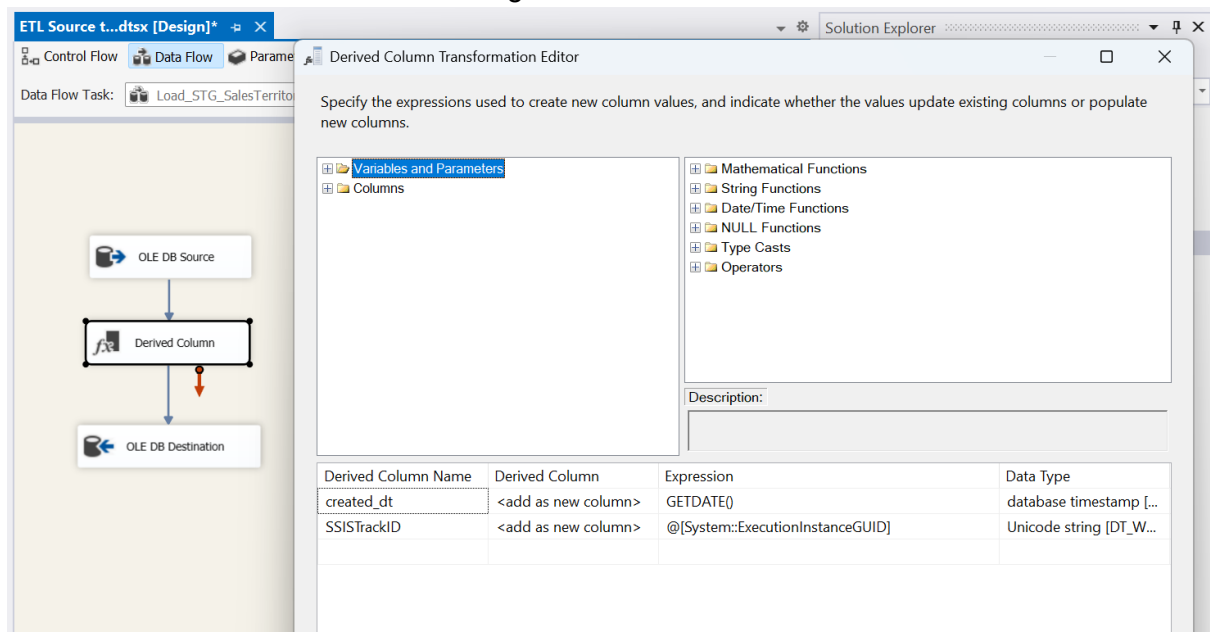 ETL Source t...dtsx [Design]*
Solution Explorer
Control Flow Data Flow Parame
Data Flow Task: Load_STG_SalesTerrito
OLE DB Source
Derived Column
OLE DB Destination
Derived Column Transformation Editor
Specify the expressions used to create new column values, and indicate whether the values update existing columns or populate
new columns.
Variables and Parameters
Columns
Mathematical Functions
String Functions
Date/Time Functions
NULL Functions
Type Casts
Operators
Description:
Derived Column Name Derived Column Expression Data Type
created_dt <add as new column> GETDATE() database timestamp [...
SSISTrackID <add as new column> @[System::ExecutionInstanceGUID] Unicode string [DT_W...